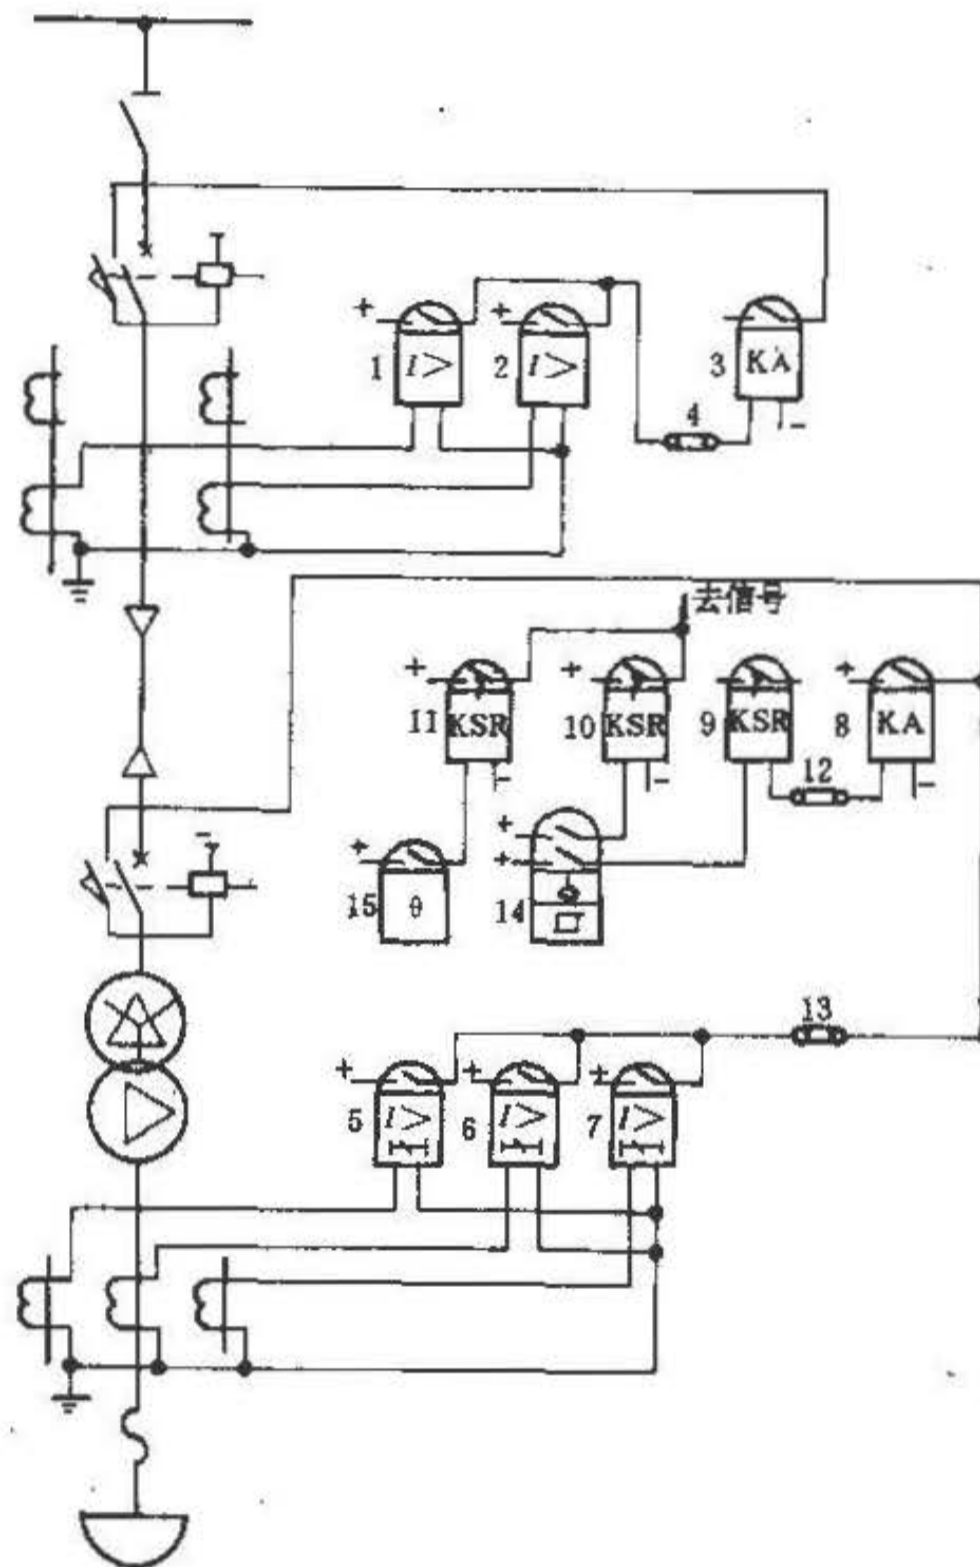 + + 
1 I> 2 I> 3 KA
4 -
去信号
+ + +
11 KSR 10 KSR 9 KSR 8 KA
- - 12 -
+ + +
15 θ 14
-
13
+ + +
5 I> 6 I> 7 I>